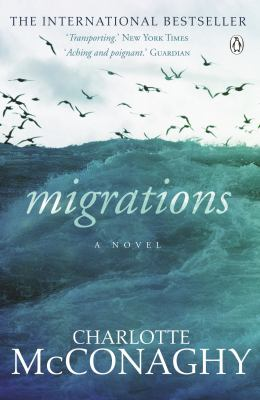 THE INTERNATIONAL BESTSELLER
‘Transporting.’ NEW YORK TIMES
‘Aching and poignant.’ GUARDIAN
migrations
A NOVEL
CHARLOTTE
McCONAGHY